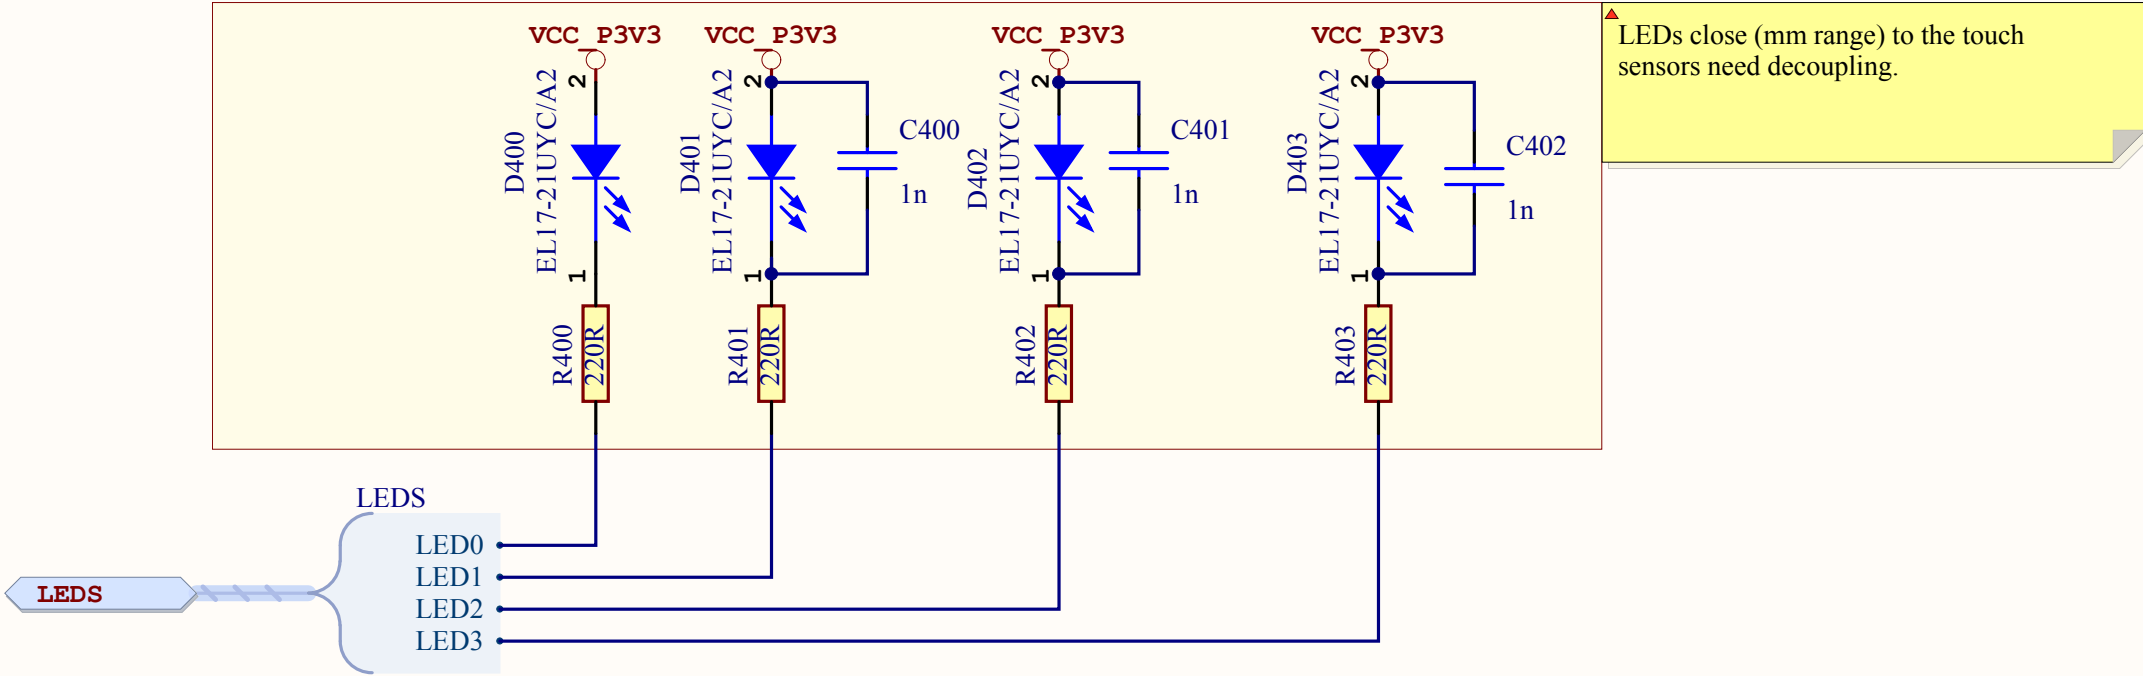 VCC_P3V3 VCC_P3V3 VCC_P3V3 VCC_P3V3
LEDs close (mm range) to the touch
sensors need decoupling.
2 2 2 2
D400
EL17-21UYC/A2
D401
EL17-21UYC/A2
C400
1n
D402
EL17-21UYC/A2
C401
1n
D403
EL17-21UYC/A2
C402
1n
1 1 1 1
R400
220R
R401
220R
R402
220R
R403
220R
LEDS
LED0
LED1
LED2
LED3
LEDS